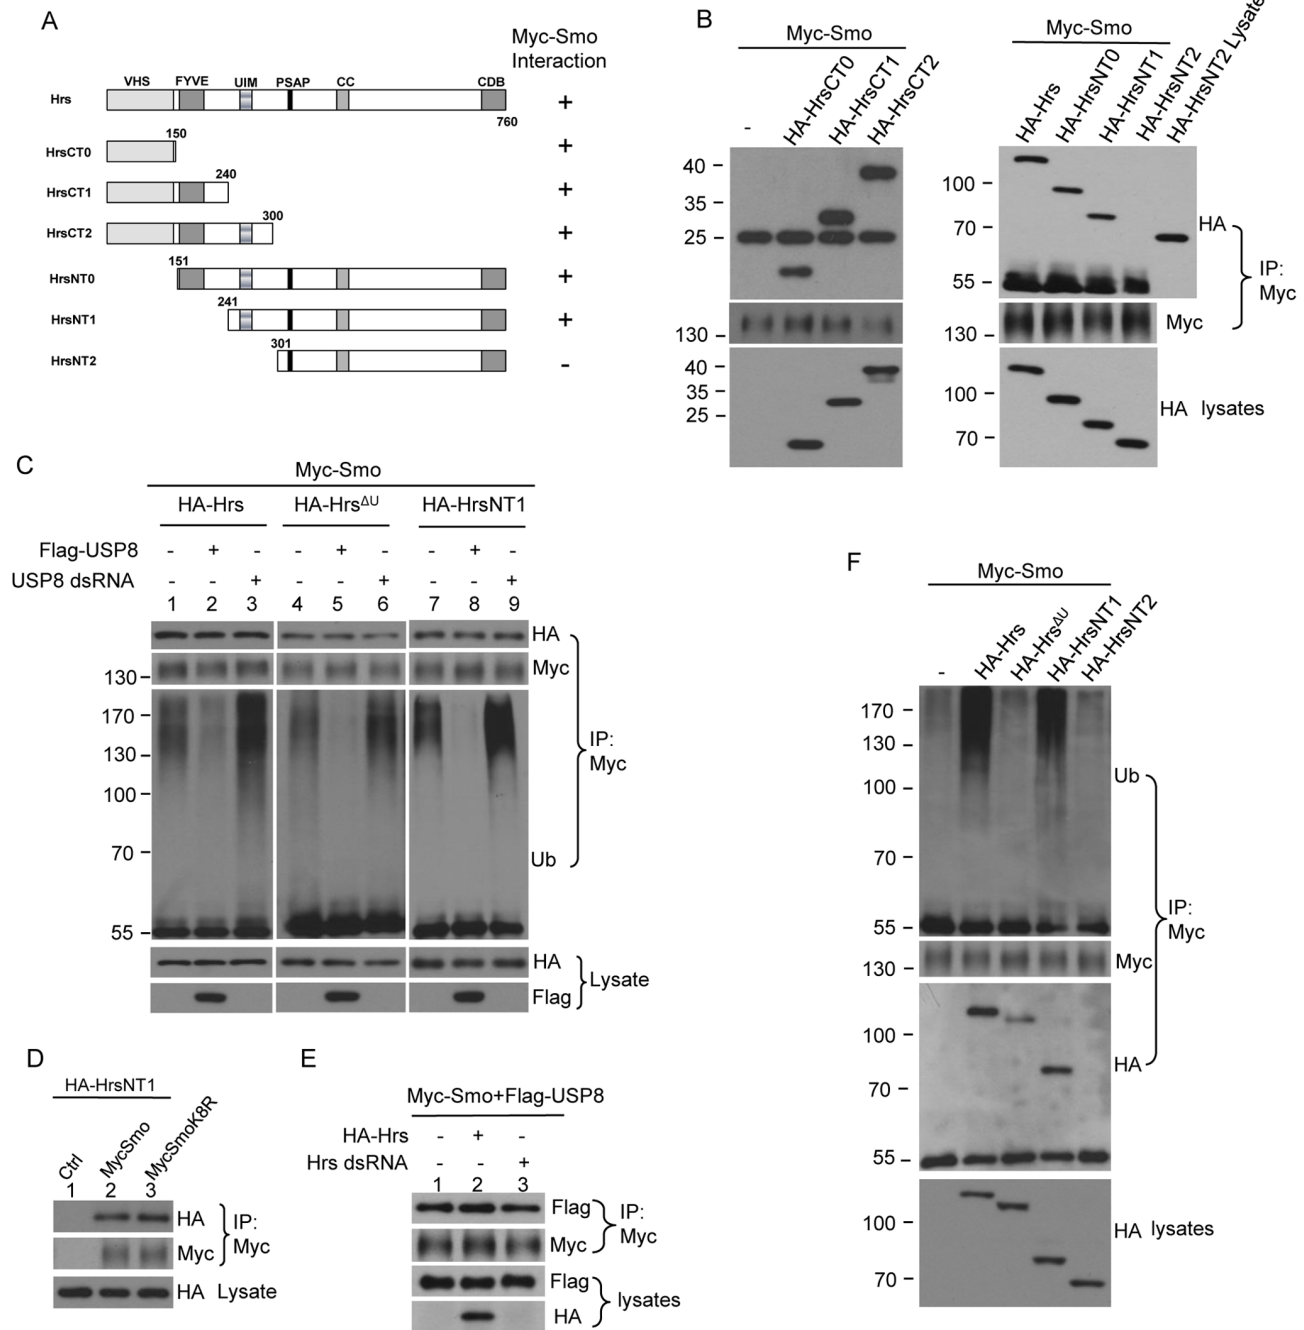 A
Myc-Smo
Interaction
VHS FYVE UIM PSAP CC CDB
Hrs +
760
150
HrsCT0 +
240
HrsCT1 +
300
HrsCT2 +
151
HrsNT0 +
241
HrsNT1 +
301
HrsNT2 -
B
Myc-Smo
- HA-HrsCT0 HA-HrsCT1 HA-HrsCT2
40
35
25
130
40
35
25
Myc-Smo
HA-Hrs HA-HrsNT0 HA-HrsNT1 HA-HrsNT2 HA-HrsNT2 Lysate
100
70 HA
55
IP:
Myc
130 Myc
100 HA lysates
70
C
Myc-Smo
HA-Hrs HA-HrsΔU HA-HrsNT1
Flag-USP8 - + - - + - - + -
USP8 dsRNA - - + - - + - - +
1 2 3 4 5 6 7 8 9
HA
130 Myc
170
130
IP:
Myc
100
70 Ub
55
HA
Lysate
Flag
D
HA-HrsNT1
Ctrl MycSmo MycSmoK8R
1 2 3
HA
IP:
Myc
Myc
HA Lysate
E
Myc-Smo+Flag-USP8
HA-Hrs - + -
Hrs dsRNA - - +
1 2 3
Flag IP:
Myc Myc
Flag
lysates
HA
F
Myc-Smo
- HA-Hrs HA-HrsΔU HA-HrsNT1 HA-HrsNT2
170
130
100 Ub
70
55
IP:
Myc
130 Myc
100
HA
70
55
100 HA lysates
70